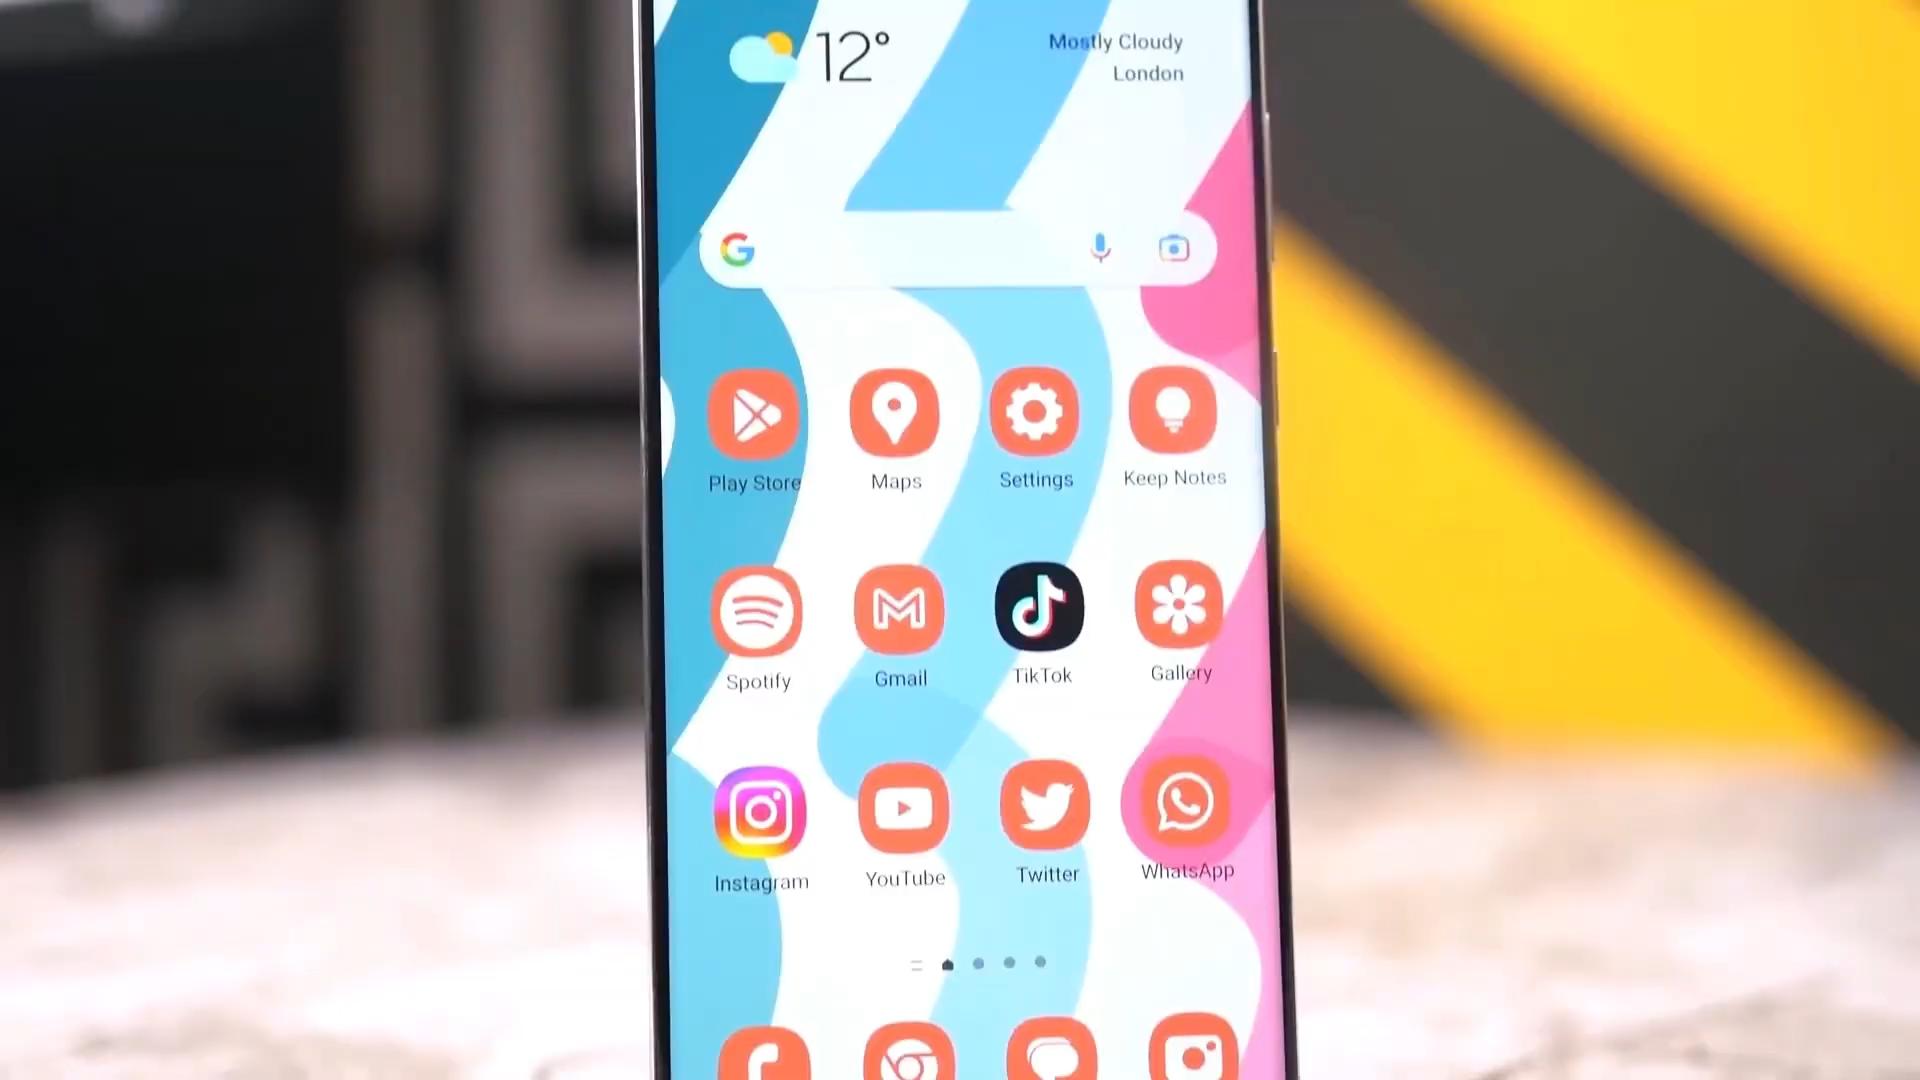 12°
Mostly Cloudy
London
Play Store
Maps
Settings
Keep Notes
Spotify
Gmail
TikTok
Gallery
Instagram
YouTube
Twitter
WhatsApp